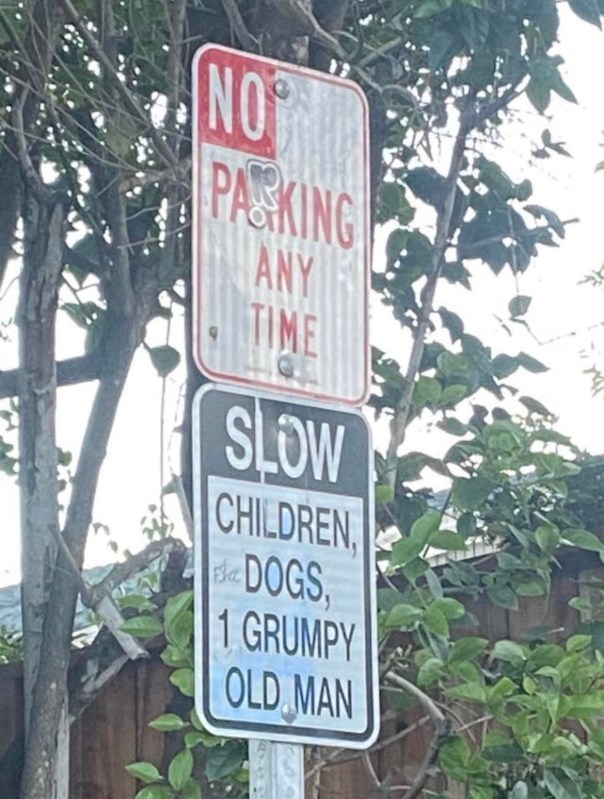 NO
PARKING
ANY
TIME
SLOW
CHILDREN,
DOGS,
1 GRUMPY
OLD MAN